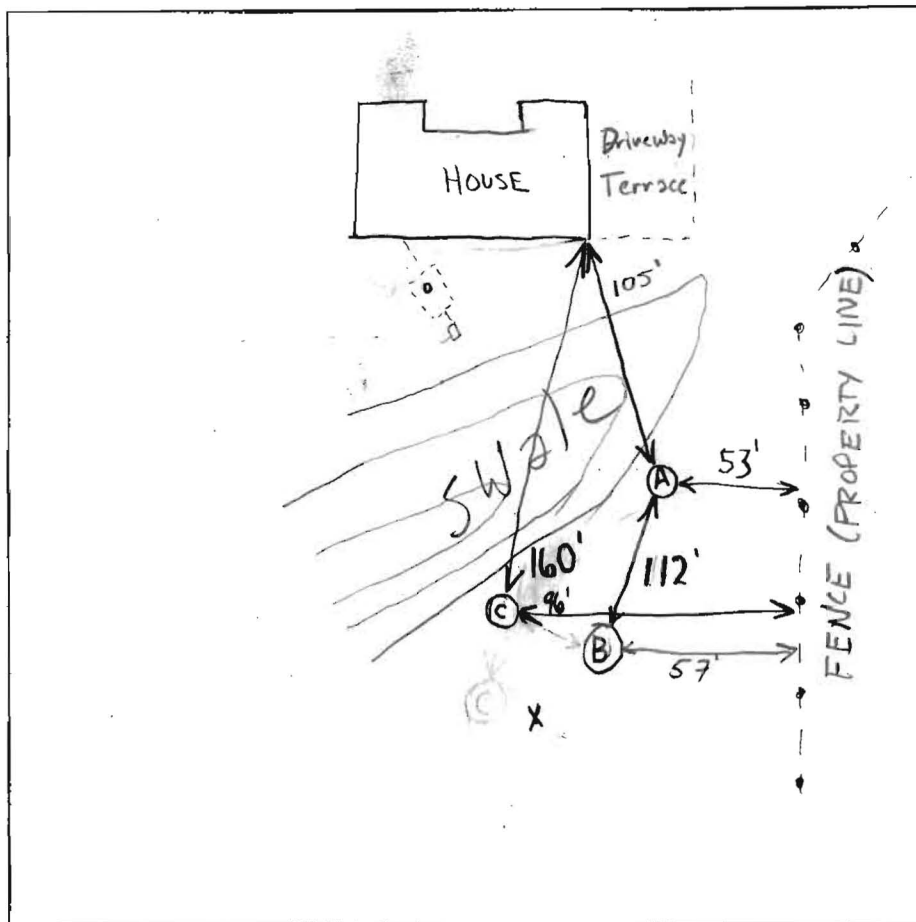 Driveway
Terrace
HOUSE
105'
FENCE (PROPERTY LINE)
swale
53'
A
160'
112'
96'
C
B
57'
C
X